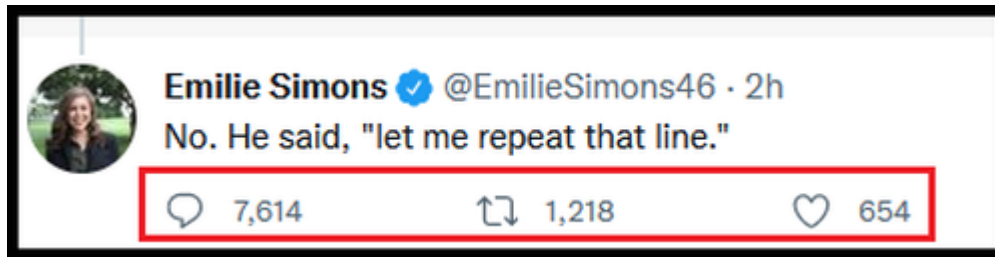 Emilie Simons @EmilieSimons46 · 2h
No. He said, "let me repeat that line."
7,614 1,218 654